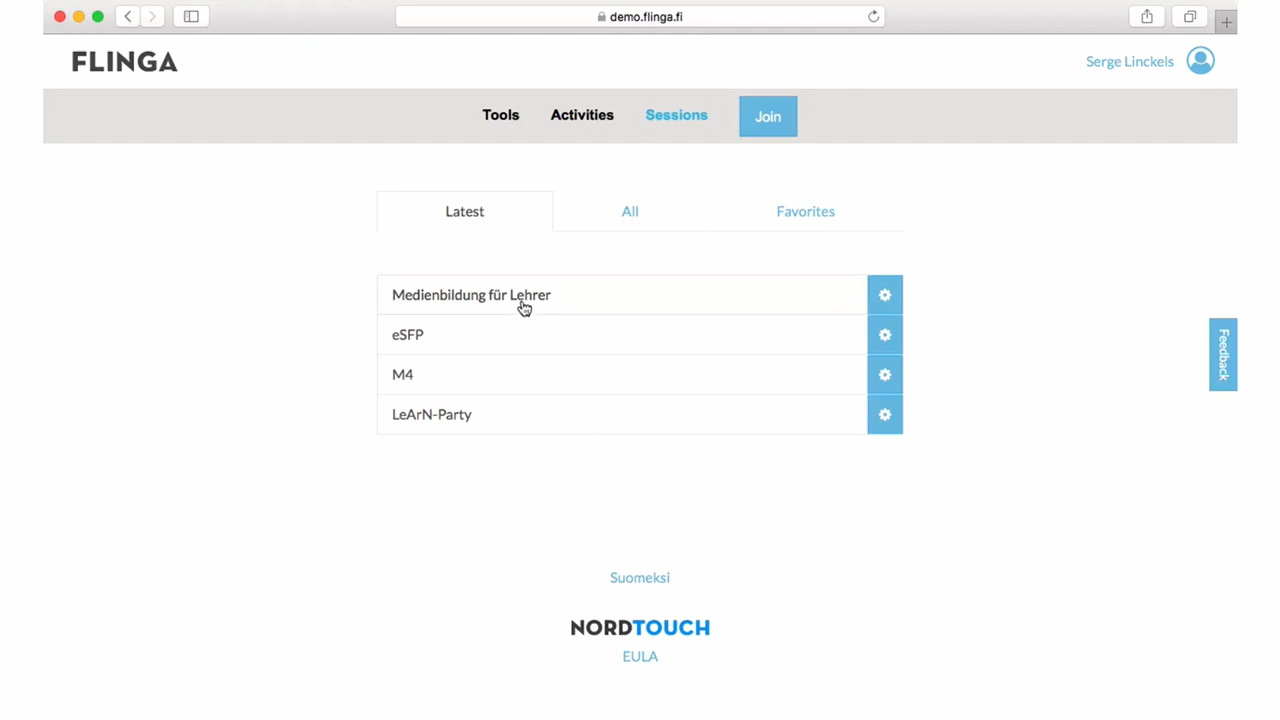 demo.flinga.fi
FLINGA
Serge Linckels
Tools Activities Sessions Join
Latest All Favorites
Medienbildung für Lehrer
eSFP
M4
LeArN-Party
Feedback
Suomeksi
NORDTOUCH
EULA